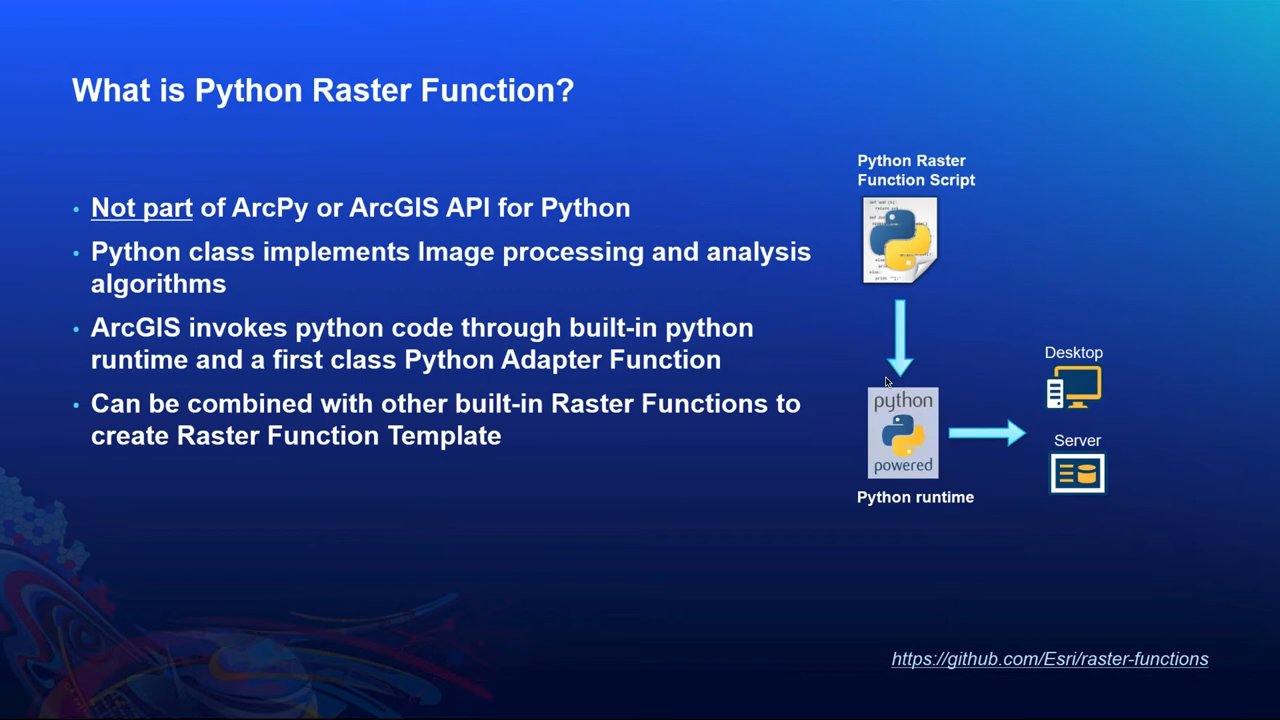 What is Python Raster Function?
• Not part of ArcPy or ArcGIS API for Python
• Python class implements Image processing and analysis
algorithms
• ArcGIS invokes python code through built-in python
runtime and a first class Python Adapter Function
• Can be combined with other built-in Raster Functions to
create Raster Function Template
Python Raster
Function Script
python
powered
Python runtime
Desktop
Server
https://github.com/Esri/raster-functions